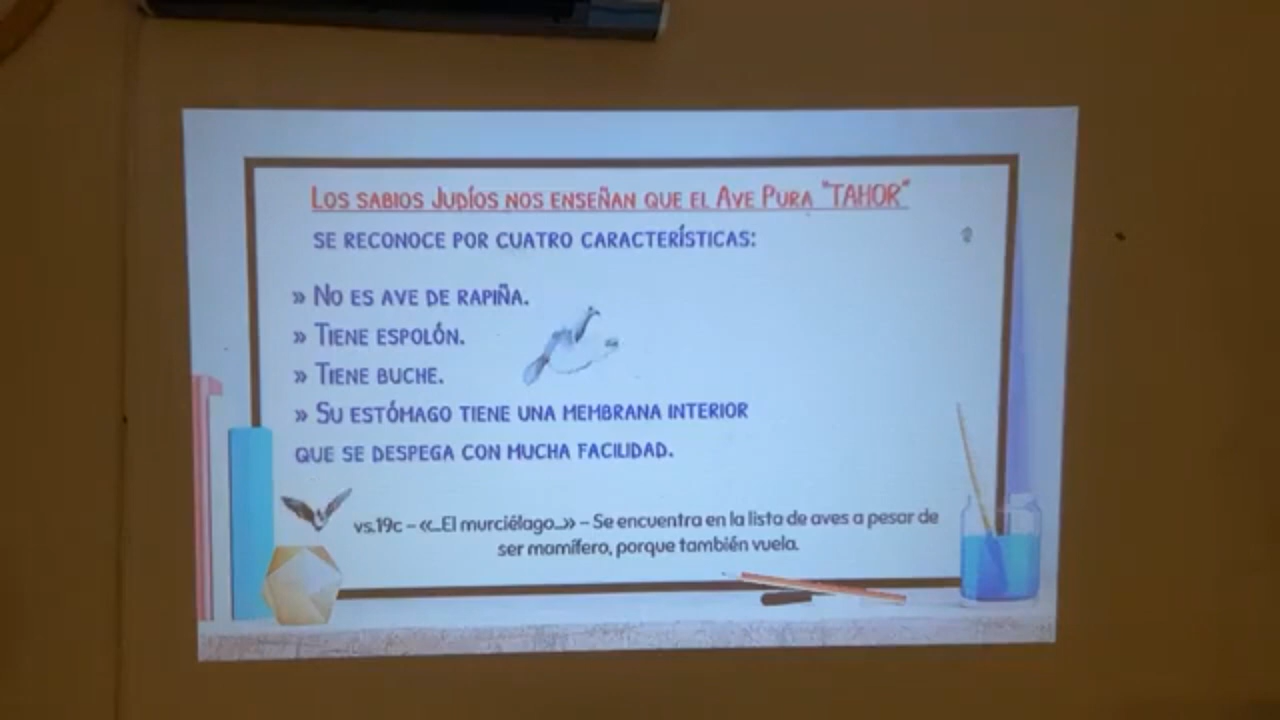 LOS SABIOS JUDÍOS NOS ENSEÑAN QUE EL AVE PURA "TAHOR"
SE RECONOCE POR CUATRO CARACTERÍSTICAS:
» NO ES AVE DE RAPIÑA.
» TIENE ESPOLÓN.
» TIENE BUCHE.
» SU ESTÓMAGO TIENE UNA MEMBRANA INTERIOR
QUE SE DESPEGA CON MUCHA FACILIDAD.
vs.19c – «...El murciélago...» – Se encuentra en la lista de aves a pesar de
ser mamífero, porque también vuela.